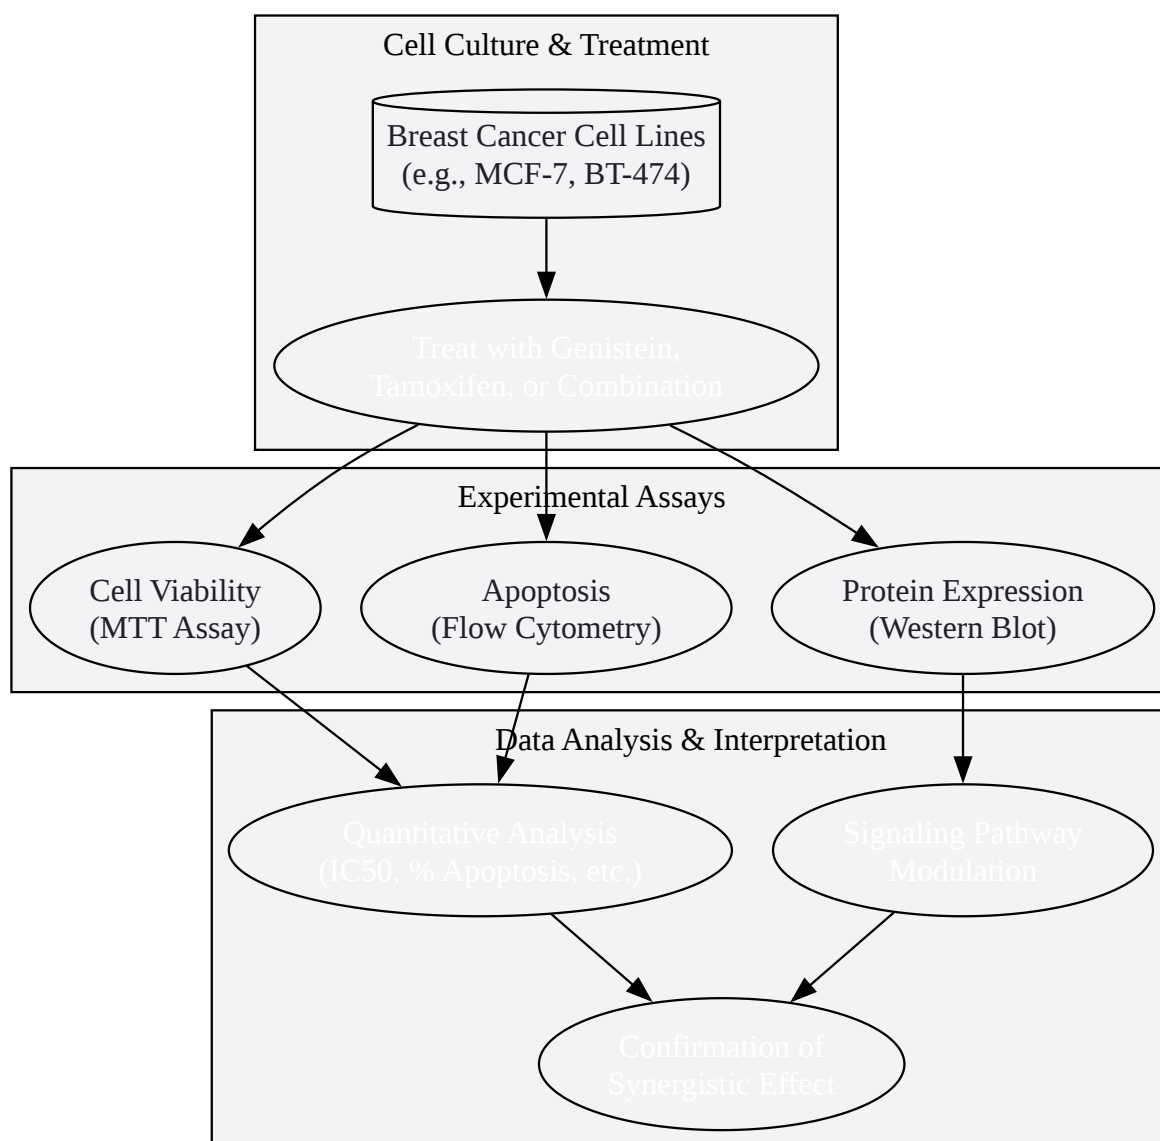 Cell Culture & Treatment
Breast Cancer Cell Lines
(e.g., MCF-7, BT-474)
Treat with Genistein,
Tamoxifen, or Combination
Experimental Assays
Cell Viability
(MTT Assay)
Apoptosis
(Flow Cytometry)
Protein Expression
(Western Blot)
Data Analysis & Interpretation
Quantitative Analysis
(IC50, % Apoptosis, etc.)
Signaling Pathway
Modulation
Confirmation of
Synergistic Effect